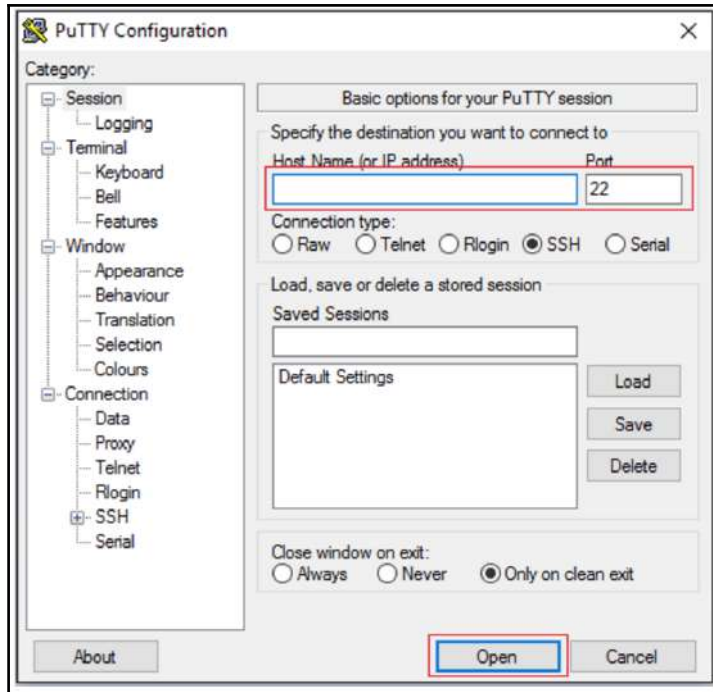 PuTTY Configuration
Category:
Session
Logging
Terminal
Keyboard
Bell
Features
Window
Appearance
Behaviour
Translation
Selection
Colours
Connection
Data
Proxy
Telnet
Rlogin
SSH
Serial
Basic options for your PuTTY session
Specify the destination you want to connect to
Host Name (or IP address) Port
22
Connection type:
Raw Telnet Rlogin SSH Serial
Load, save or delete a stored session
Saved Sessions
Default Settings
Load
Save
Delete
Close window on exit:
Always Never Only on clean exit
About Open Cancel